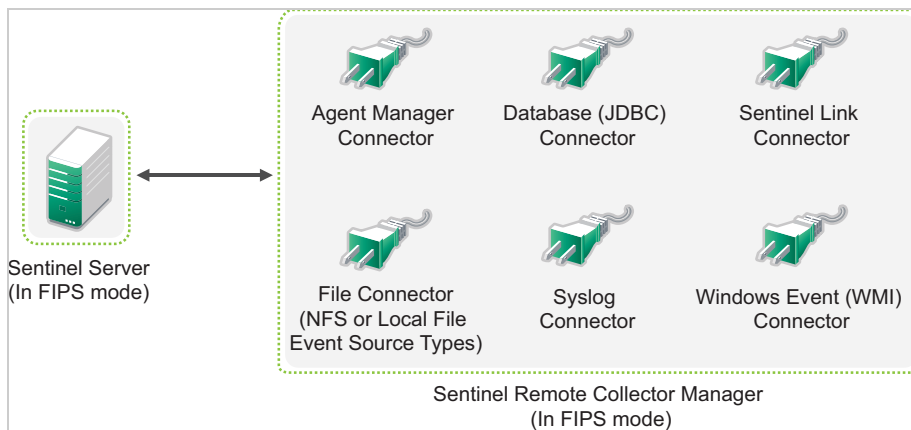 Agent Manager
Connector
Database (JDBC)
Connector
Sentinel Link
Connector
Sentinel Server
(In FIPS mode)
File Connector
(NFS or Local File
Event Source Types)
Syslog
Connector
Windows Event (WMI)
Connector
Sentinel Remote Collector Manager
(In FIPS mode)